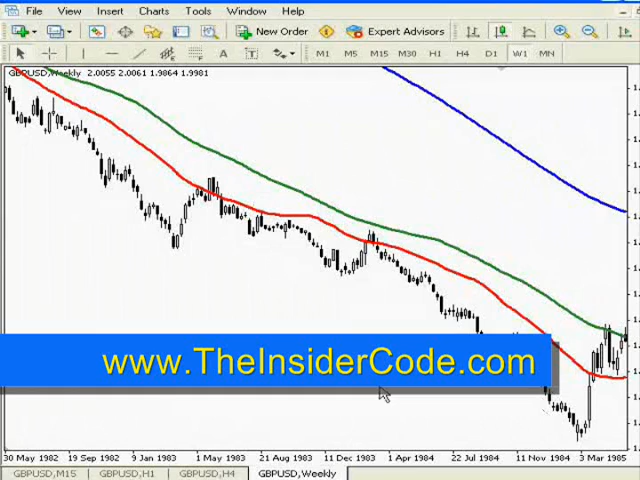 File View Insert Charts Tools Window Help
New Order Expert Advisors
A T M1 M5 M15 M30 H1 H4 D1 W1 MN
GBPUSD,Weekly 2.0055 2.0061 1.9864 1.9981
www.TheInsiderCode.com
30 May 1982 19 Sep 1982 9 Jan 1983 1 May 1983 21 Aug 1983 11 Dec 1983 1 Apr 1984 22 Jul 1984 11 Nov 1984 3 Mar 1985
GBPUSD,M15 GBPUSD,H1 GBPUSD,H4 GBPUSD,Weekly